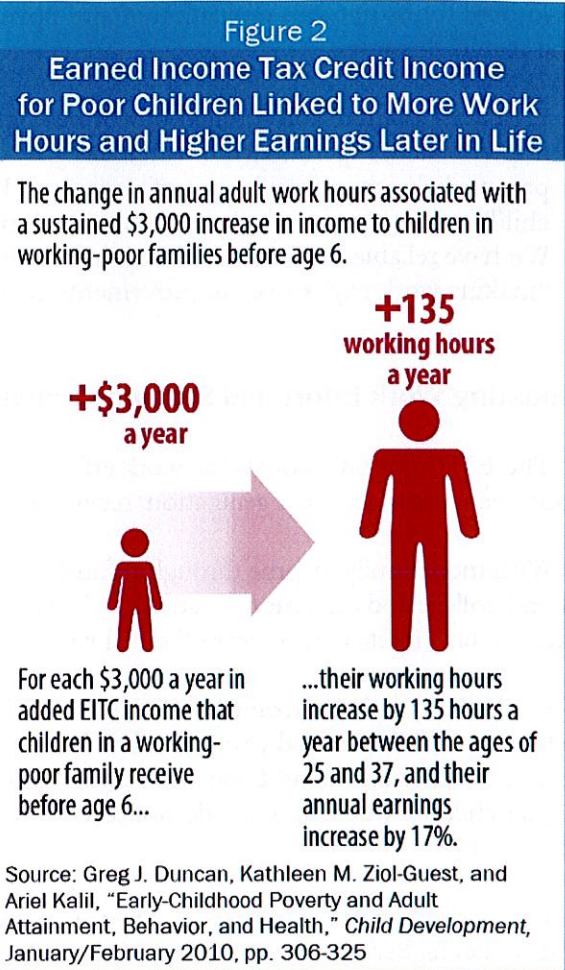 Figure 2
Earned Income Tax Credit Income
for Poor Children Linked to More Work
Hours and Higher Earnings Later in Life
The change in annual adult work hours associated with
a sustained $3,000 increase in income to children in
working-poor families before age 6.
+$3,000
a year
+135
working hours
a year
For each $3,000 a year in
added EITC income that
children in a working-
poor family receive
before age 6...
...their working hours
increase by 135 hours a
year between the ages of
25 and 37, and their
annual earnings
increase by 17%.
Source: Greg J. Duncan, Kathleen M. Ziol-Guest, and
Ariel Kalil, “Early-Childhood Poverty and Adult
Attainment, Behavior, and Health,” Child Development,
January/February 2010, pp. 306-325